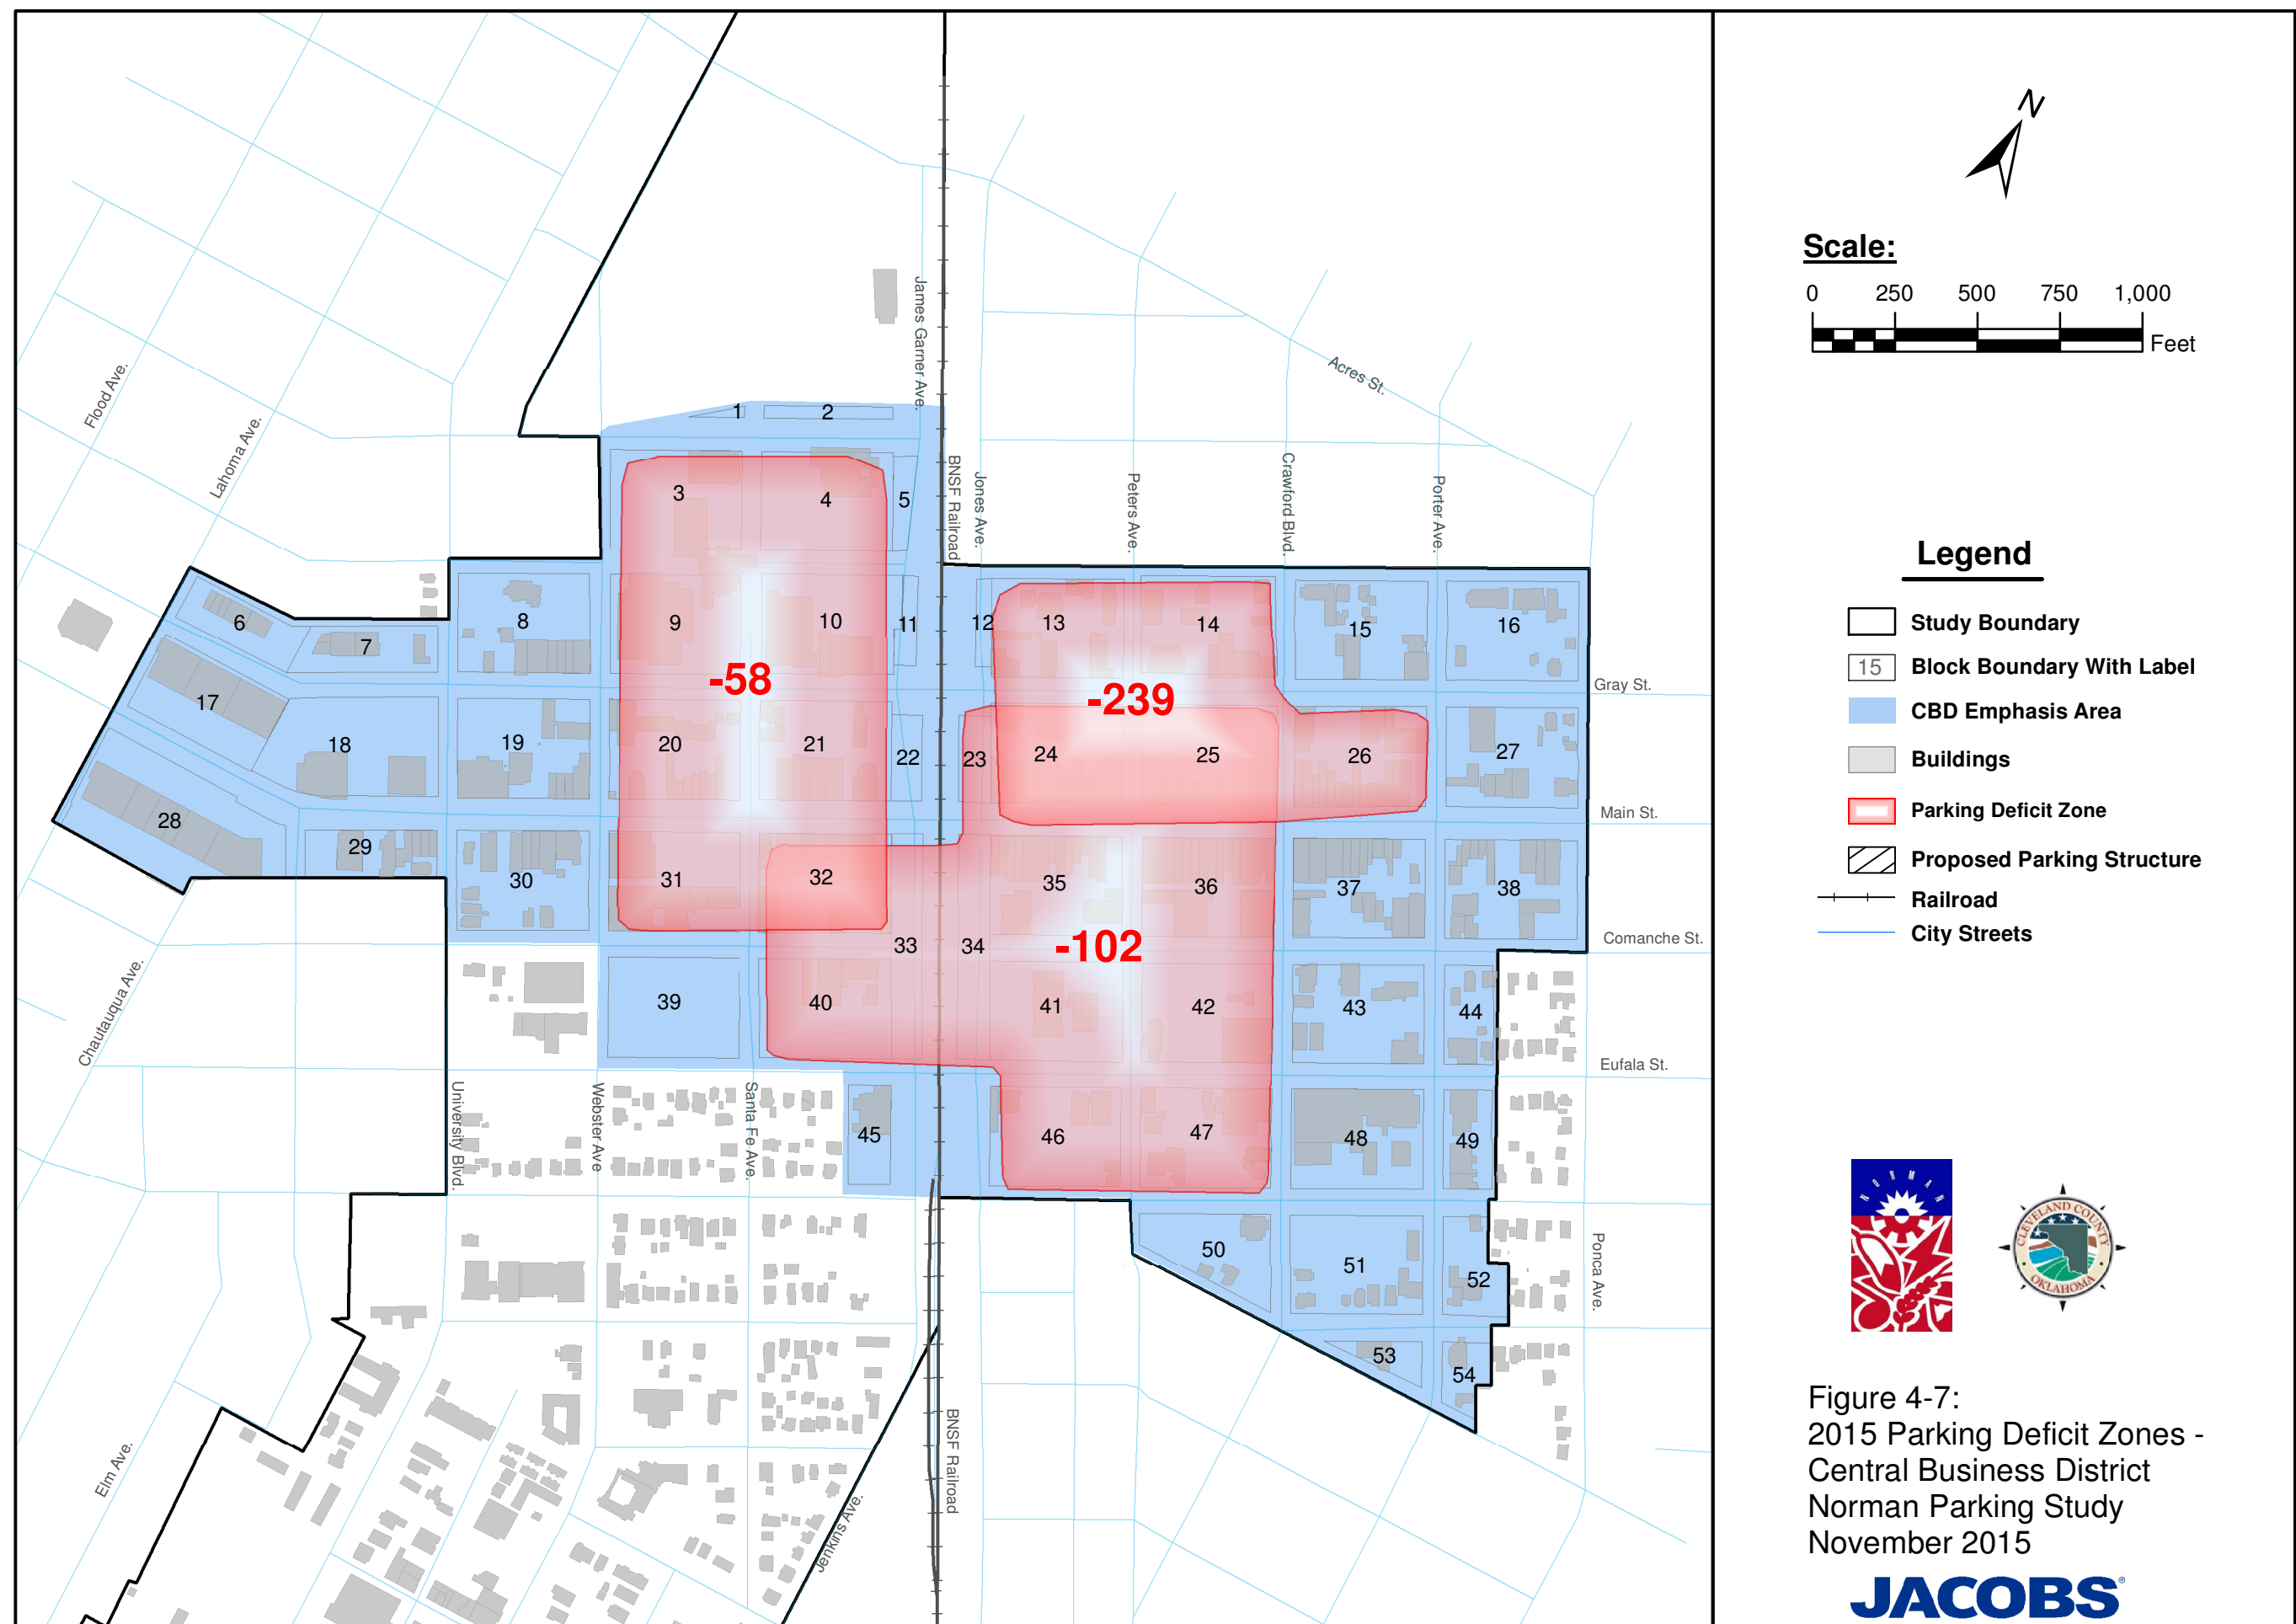 N
Scale:
0 250 500 750 1,000
Feet
Legend
Study Boundary
15 Block Boundary With Label
CBD Emphasis Area
Buildings
Parking Deficit Zone
Proposed Parking Structure
Railroad
City Streets
NORMAN
CLEVELAND COUNTY
OKLAHOMA
Figure 4-7:
2015 Parking Deficit Zones -
Central Business District
Norman Parking Study
November 2015
JACOBS®
James Garner Ave.
Acres St.
Flood Ave.
Lahoma Ave.
1 2
BNSF Railroad
Jones Ave.
Peters Ave.
Crawford Blvd.
Porter Ave.
3 4 5
6 7 8 9 10 11 12 13 14 15 16
-58
-239
Gray St.
17 18 19 20 21 22 23 24 25 26 27
Main St.
28 29 30 31 32 35 36 37 38
33 34
-102
Comanche St.
39 40 41 42 43 44
Chautauqua Ave.
Eufala St.
University Blvd.
Webster Ave
Santa Fe Ave.
45 46 47 48 49
50 51 52
Ponca Ave.
53 54
Elm Ave.
Jenkins Ave.
BNSF Railroad